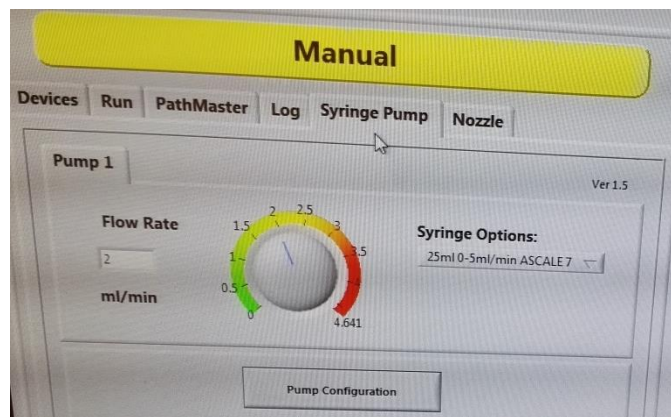 Manual
Devices Run PathMaster Log Syringe Pump Nozzle
Pump 1
Ver 1.5
Flow Rate
2
ml/min
0
0.5
1
1.5
2
2.5
3
3.5
4
4.641
Syringe Options:
25ml 0-5ml/min ASCALE 7
Pump Configuration